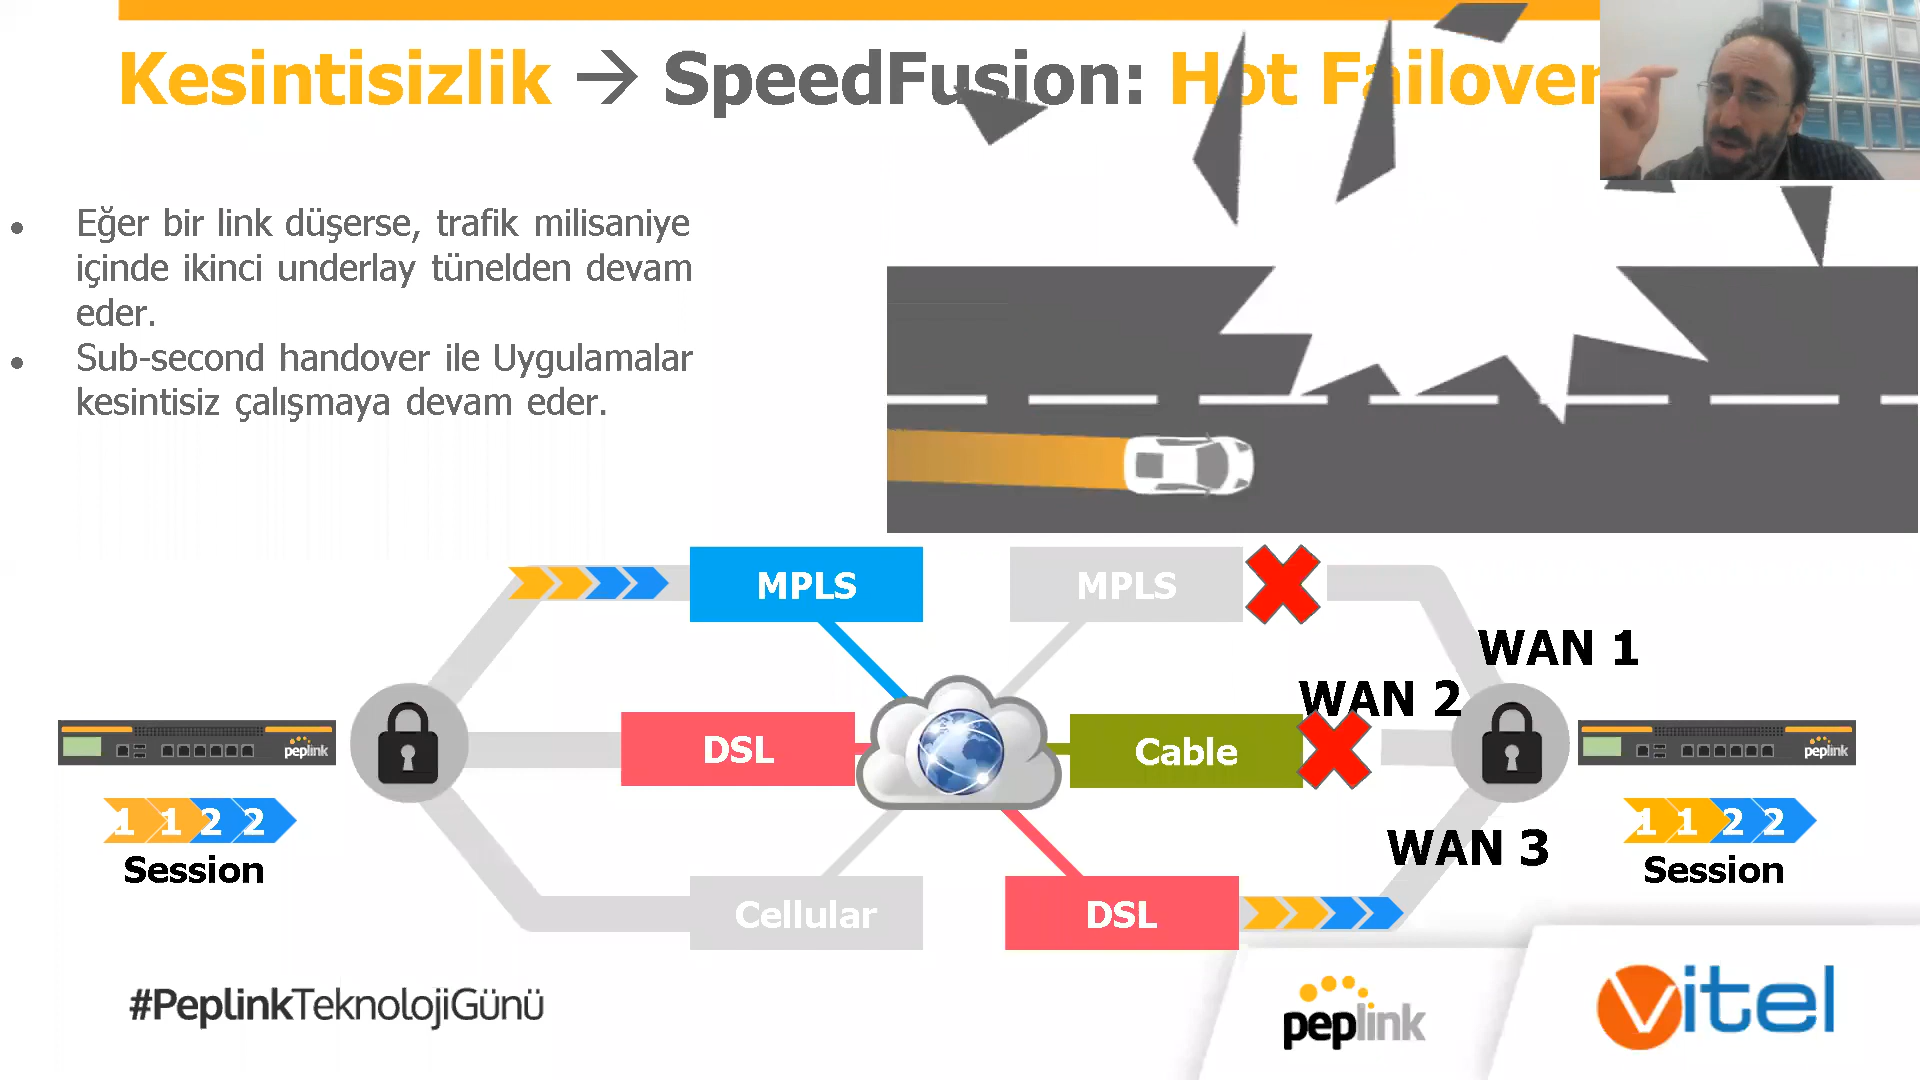 Kesintisizlik → SpeedFusion: Hot Failover
● Eğer bir link düşerse, trafik milisaniye
içinde ikinci underlay tünelden devam
eder.
● Sub-second handover ile Uygulamalar
kesintisiz çalışmaya devam eder.
MPLS
MPLS
WAN 1
WAN 2
DSL
Cable
peplink
peplink
1 1 2 2
Session
WAN 3
1 1 2 2
Session
Cellular
DSL
#PeplinkTeknolojiGünü
peplink
vitel